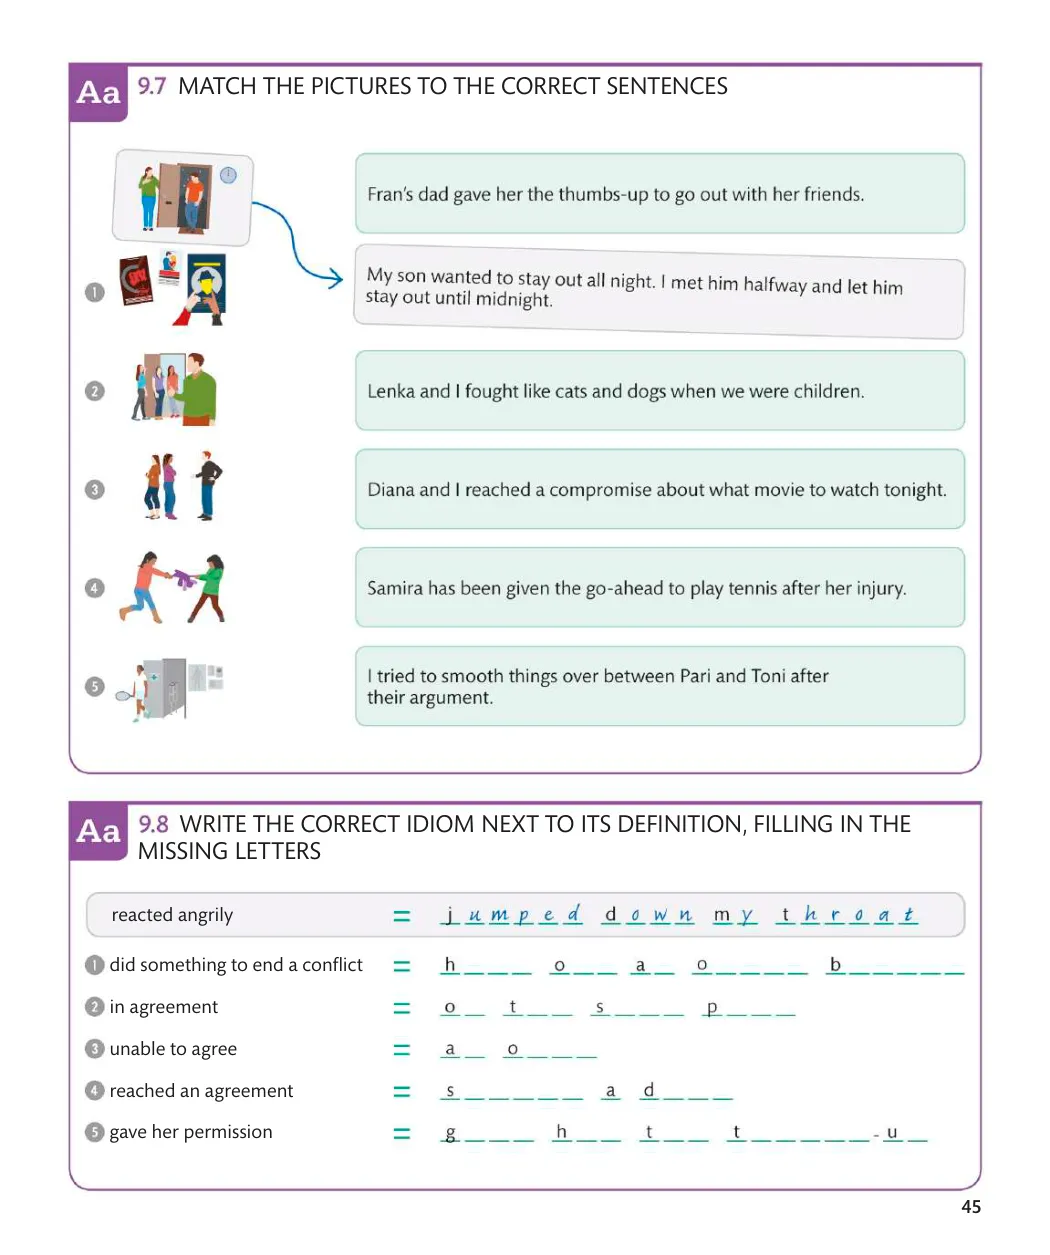 Aa 9.7 MATCH THE PICTURES TO THE CORRECT SENTENCES
Fran's dad gave her the thumbs-up to go out with her friends.
My son wanted to stay out all night. I met him halfway and let him
stay out until midnight.
1
2 Lenka and I fought like cats and dogs when we were children.
3 Diana and I reached a compromise about what movie to watch tonight.
4 Samira has been given the go-ahead to play tennis after her injury.
5 I tried to smooth things over between Pari and Toni after
their argument.
Aa 9.8 WRITE THE CORRECT IDIOM NEXT TO ITS DEFINITION, FILLING IN THE
MISSING LETTERS
reacted angrily = jumped down my throat
1 did something to end a conflict = h _ _ _ o _ _ a _ o _ _ _ _ b _ _ _ _ _
2 in agreement = o _ t _ _ s _ _ _ p _ _ _
3 unable to agree = a _ o _ _ _
4 reached an agreement = s _ _ _ _ _ a d _ _ _
5 gave her permission = g _ _ _ h _ _ t _ _ t _ _ _ _ _ - u _
45